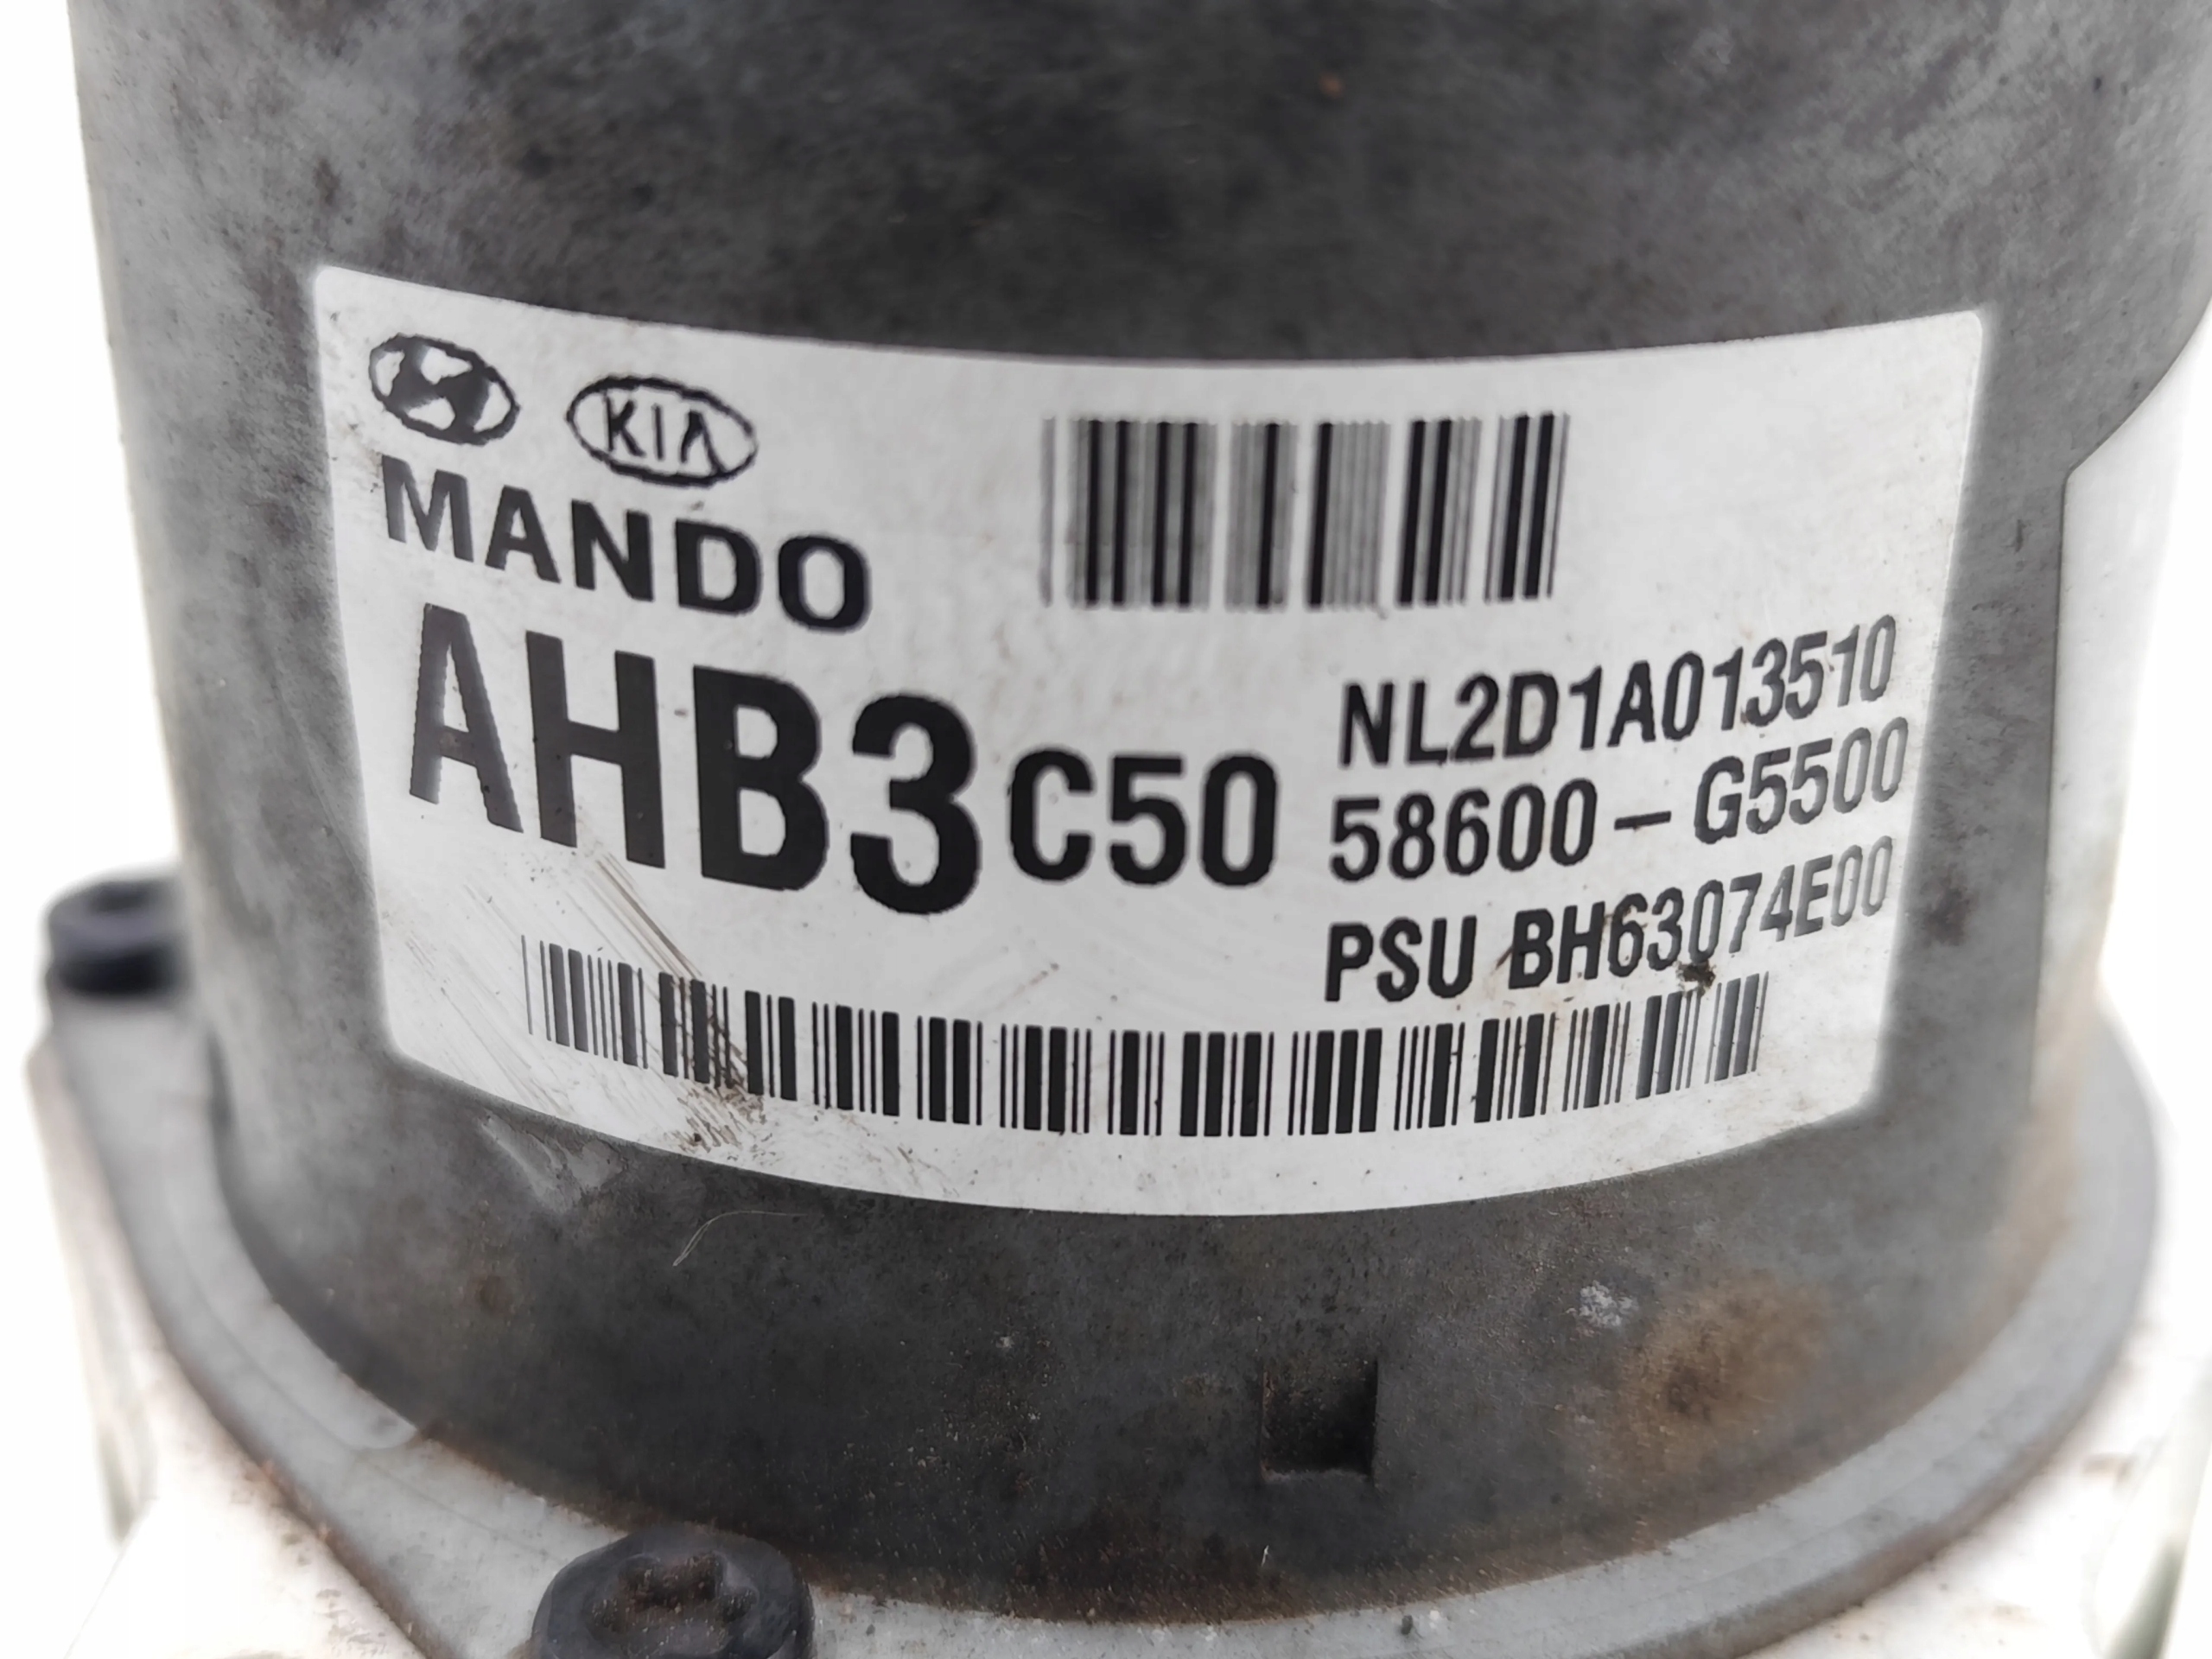 KIA
MANDO
AHB3 C50
NL2D1A013510
58600-G5500
PSU BH63074E00